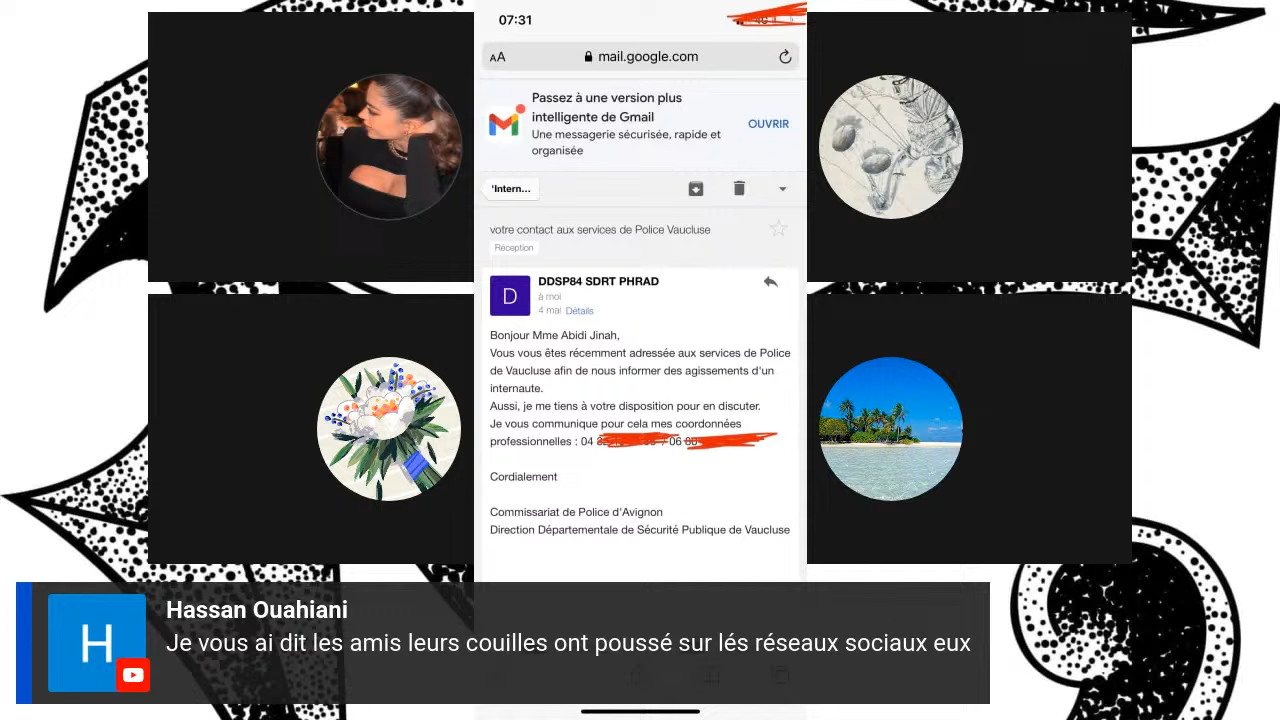 07:31
AA
mail.google.com
Passez à une version plus
intelligente de Gmail
Une messagerie sécurisée, rapide et
organisée
OUVRIR
'Intern...
votre contact aux services de Police Vaucluse
Réception
D
DDSP84 SDRT PHRAD
à moi
4 mai Détails
Bonjour Mme Abidi Jinah,
Vous vous êtes récemment adressée aux services de Police
de Vaucluse afin de nous informer des agissements d'un
internaute.
Aussi, je me tiens à votre disposition pour en discuter.
Je vous communique pour cela mes coordonnées
professionnelles : 04
Cordialement
Commissariat de Police d'Avignon
Direction Départementale de Sécurité Publique de Vaucluse
H
Hassan Ouahiani
Je vous ai dit les amis leurs couilles ont poussé sur lés réseaux sociaux eux